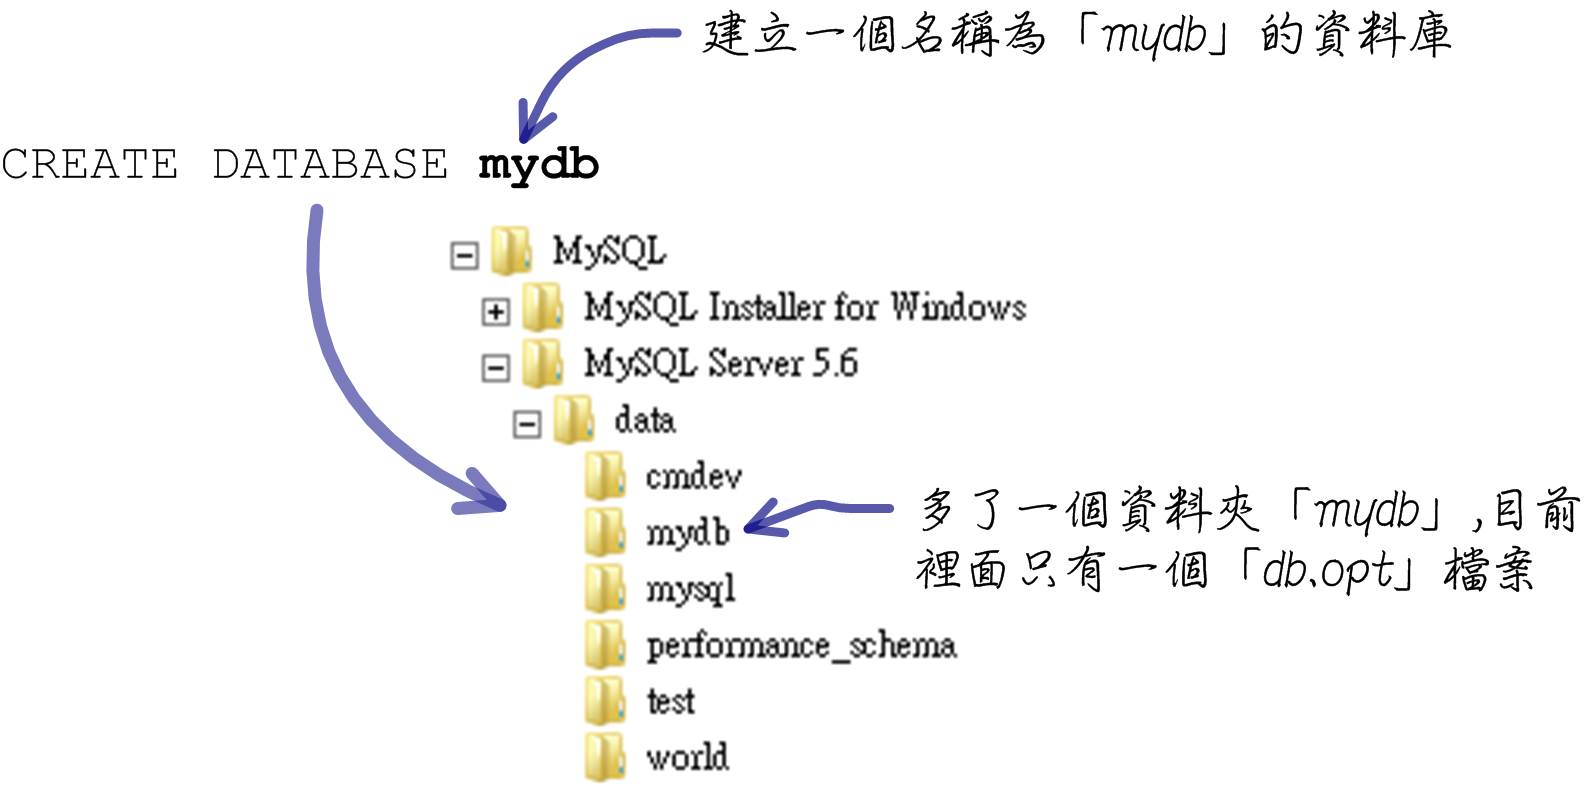 建立一個名稱為「mydb」的資料庫
CREATE DATABASE mydb
MySQL
MySQL Installer for Windows
MySQL Server 5.6
data
cmdev
mydb
多了一個資料夾「mydb」,目前
裡面只有一個「db.opt」檔案
mysql
performance_schema
test
world